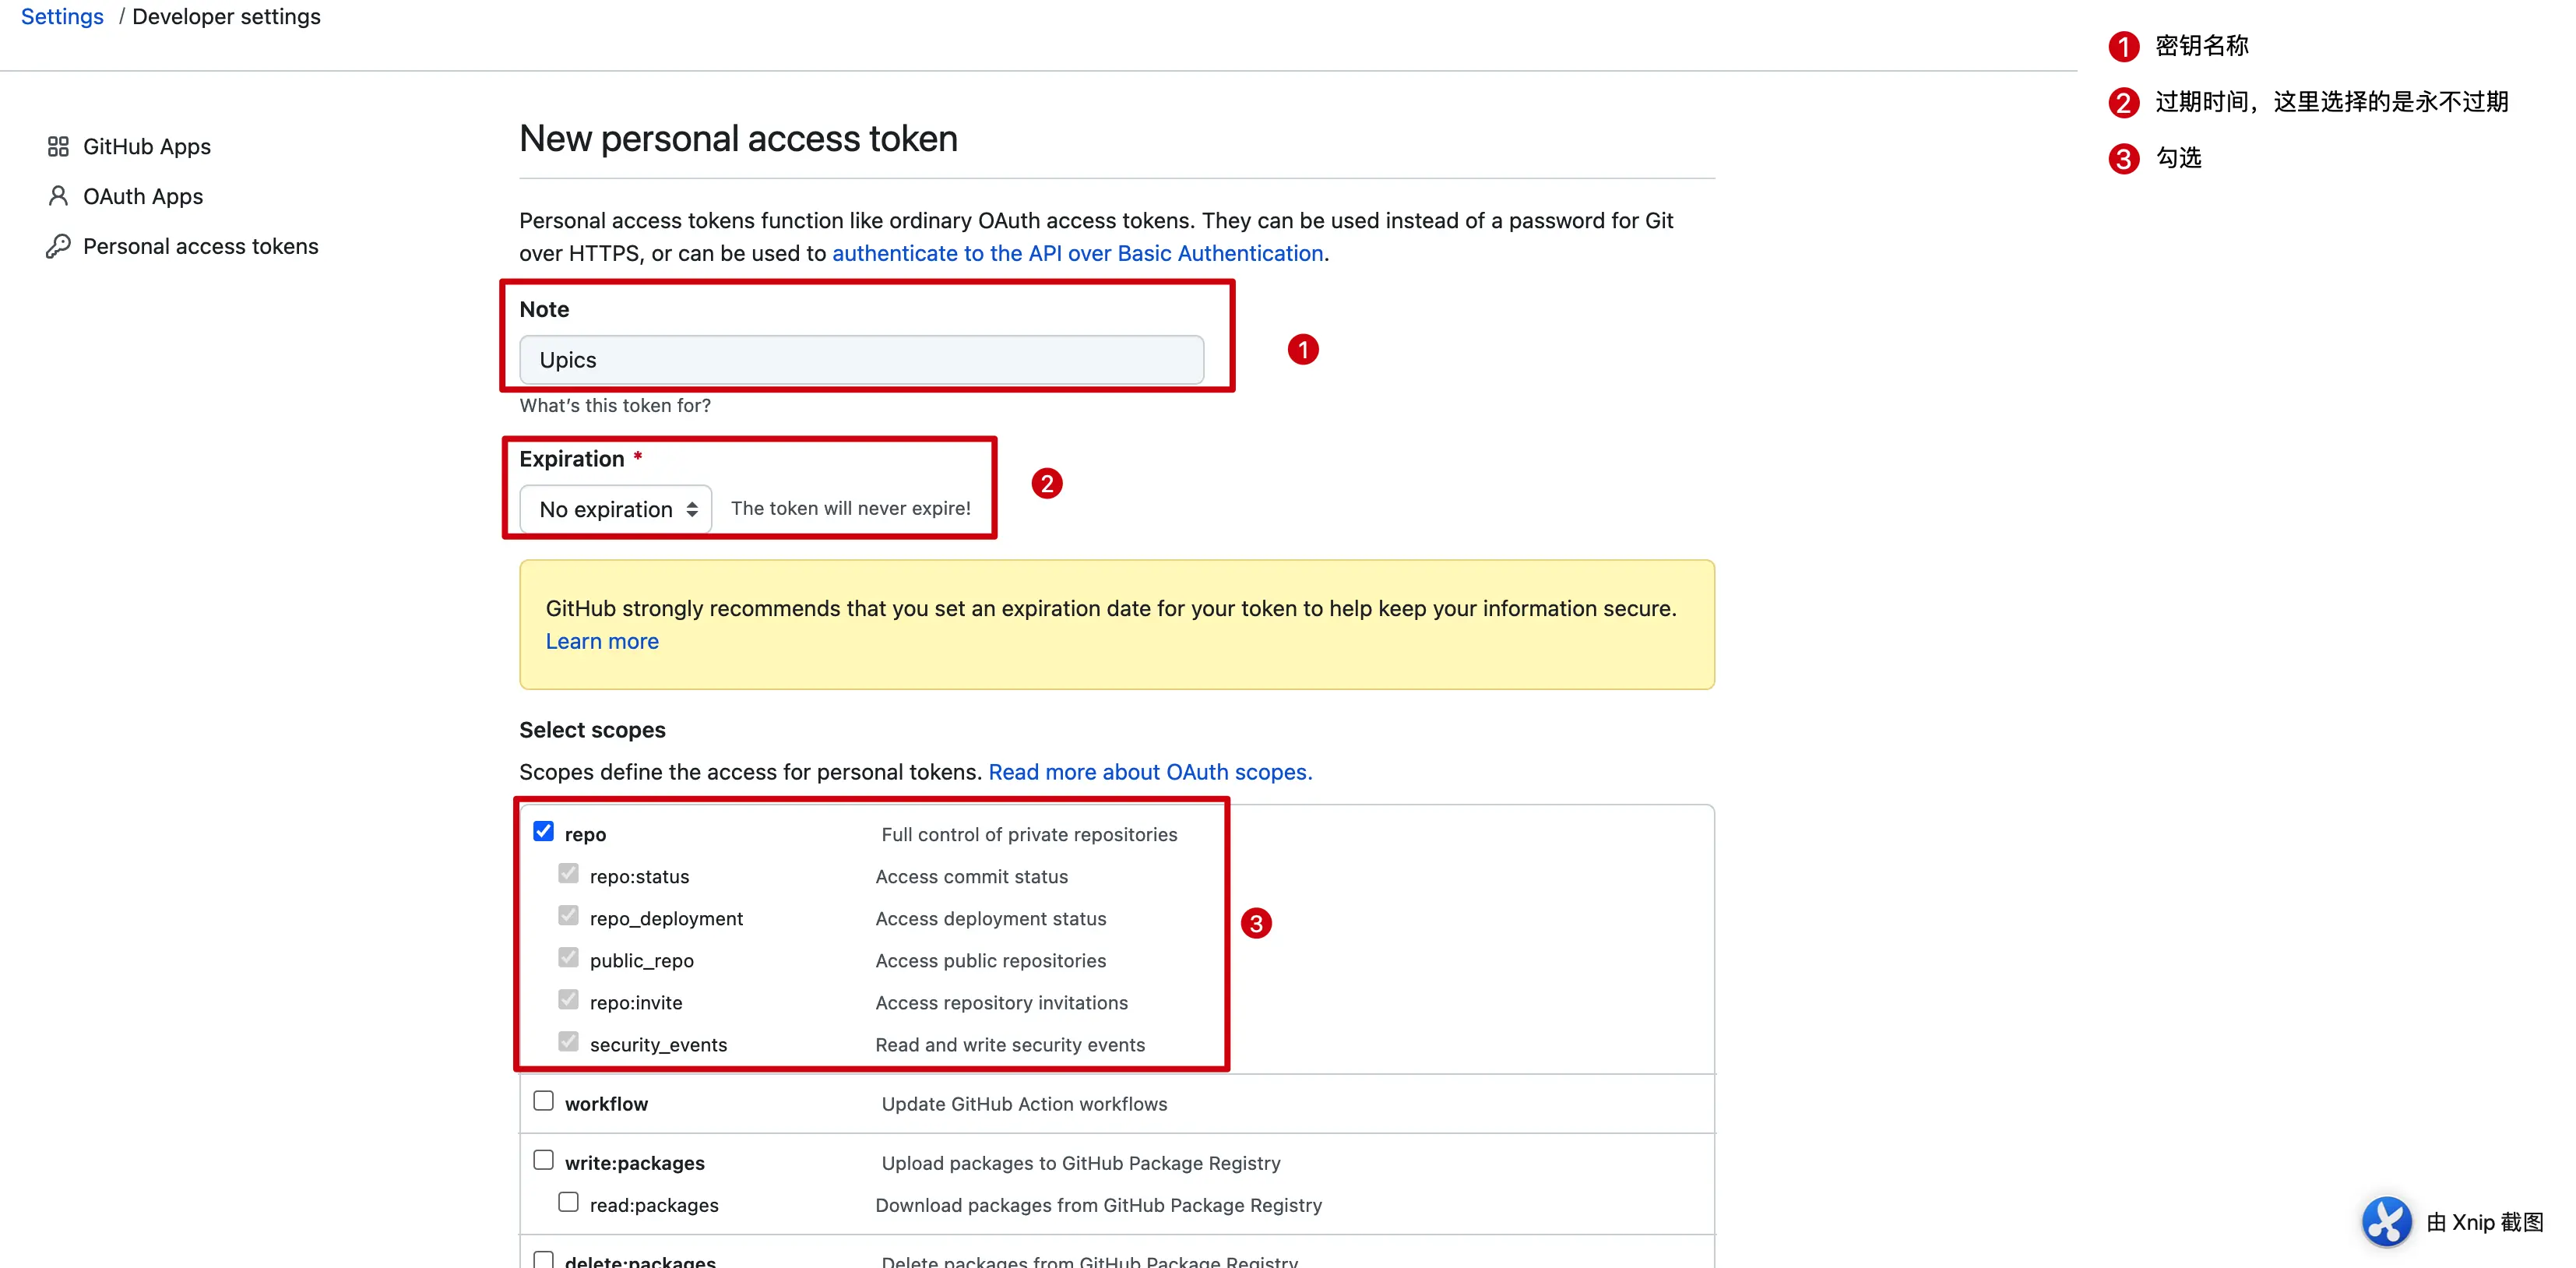 Settings / Developer settings
GitHub Apps
OAuth Apps
Personal access tokens
New personal access token
Personal access tokens function like ordinary OAuth access tokens. They can be used instead of a password for Git
over HTTPS, or can be used to authenticate to the API over Basic Authentication.
Note
Upics
1
What's this token for?
Expiration *
No expiration The token will never expire!
2
GitHub strongly recommends that you set an expiration date for your token to help keep your information secure.
Learn more
Select scopes
Scopes define the access for personal tokens. Read more about OAuth scopes.
repo Full control of private repositories
repo:status Access commit status
repo_deployment Access deployment status
3
public_repo Access public repositories
repo:invite Access repository invitations
security_events Read and write security events
workflow Update GitHub Action workflows
write:packages Upload packages to GitHub Package Registry
read:packages Download packages from GitHub Package Registry
delete:packages Delete packages from GitHub Package Registry
1 密钥名称
2 过期时间，这里选择的是永不过期
3 勾选
由 Xnip 截图